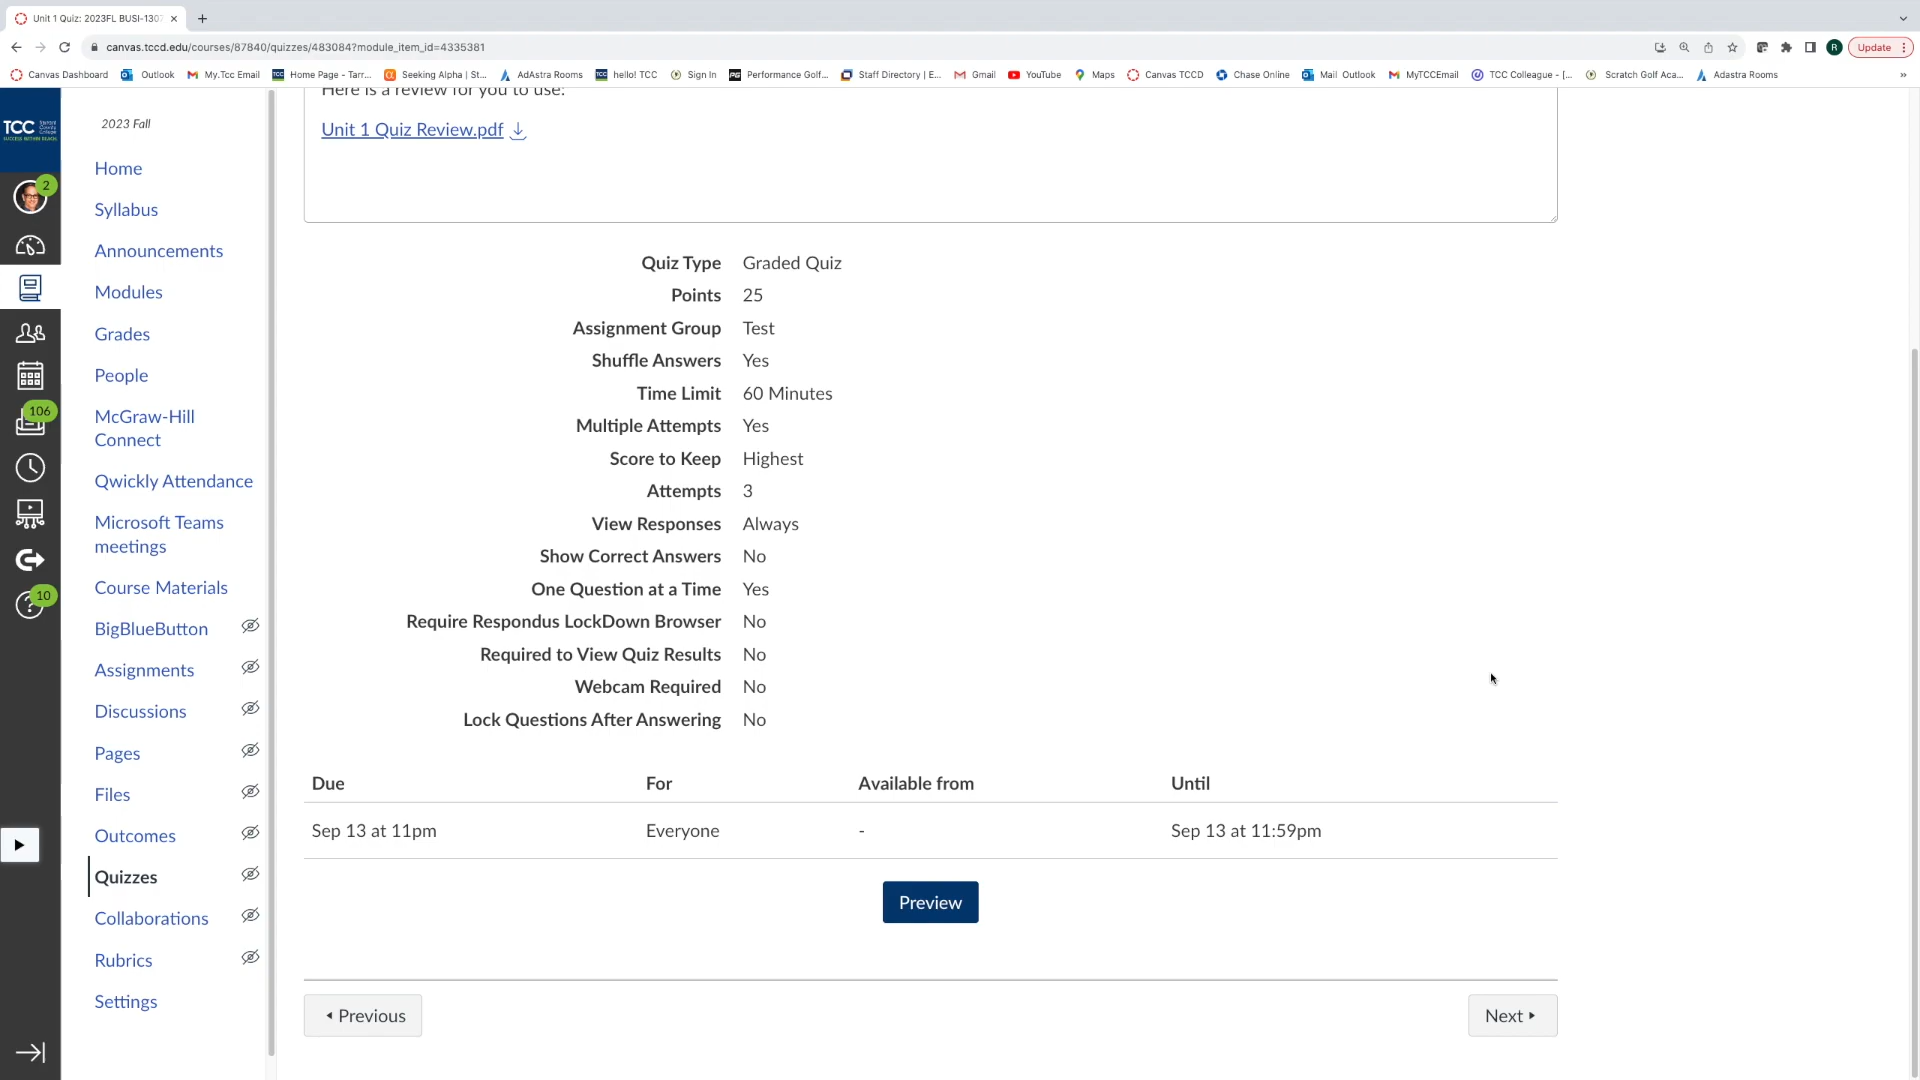 Unit 1 Quiz: 2023FL BUSI-1307
canvas.tccd.edu/courses/87840/quizzes/483084?module_item_id=4335381
R
Update
Canvas Dashboard
Outlook
My.Tcc Email
Home Page - Tarr...
Seeking Alpha | St...
AdAstra Rooms
hello! TCC
Sign In
Performance Golf...
Staff Directory | E...
Gmail
YouTube
Maps
Canvas TCCD
Chase Online
Mail Outlook
MyTCCEmail
TCC Colleague - [...
Scratch Golf Aca...
Adastra Rooms
TCC
2
106
10
2023 Fall
Home
Syllabus
Announcements
Modules
Grades
People
McGraw-Hill
Connect
Qwickly Attendance
Microsoft Teams
meetings
Course Materials
BigBlueButton
Assignments
Discussions
Pages
Files
Outcomes
Quizzes
Collaborations
Rubrics
Settings
Here is a review for you to use:
Unit 1 Quiz Review.pdf
Quiz Type Graded Quiz
Points 25
Assignment Group Test
Shuffle Answers Yes
Time Limit 60 Minutes
Multiple Attempts Yes
Score to Keep Highest
Attempts 3
View Responses Always
Show Correct Answers No
One Question at a Time Yes
Require Respondus LockDown Browser No
Required to View Quiz Results No
Webcam Required No
Lock Questions After Answering No
Due For Available from Until
Sep 13 at 11pm Everyone - Sep 13 at 11:59pm
Preview
Previous
Next